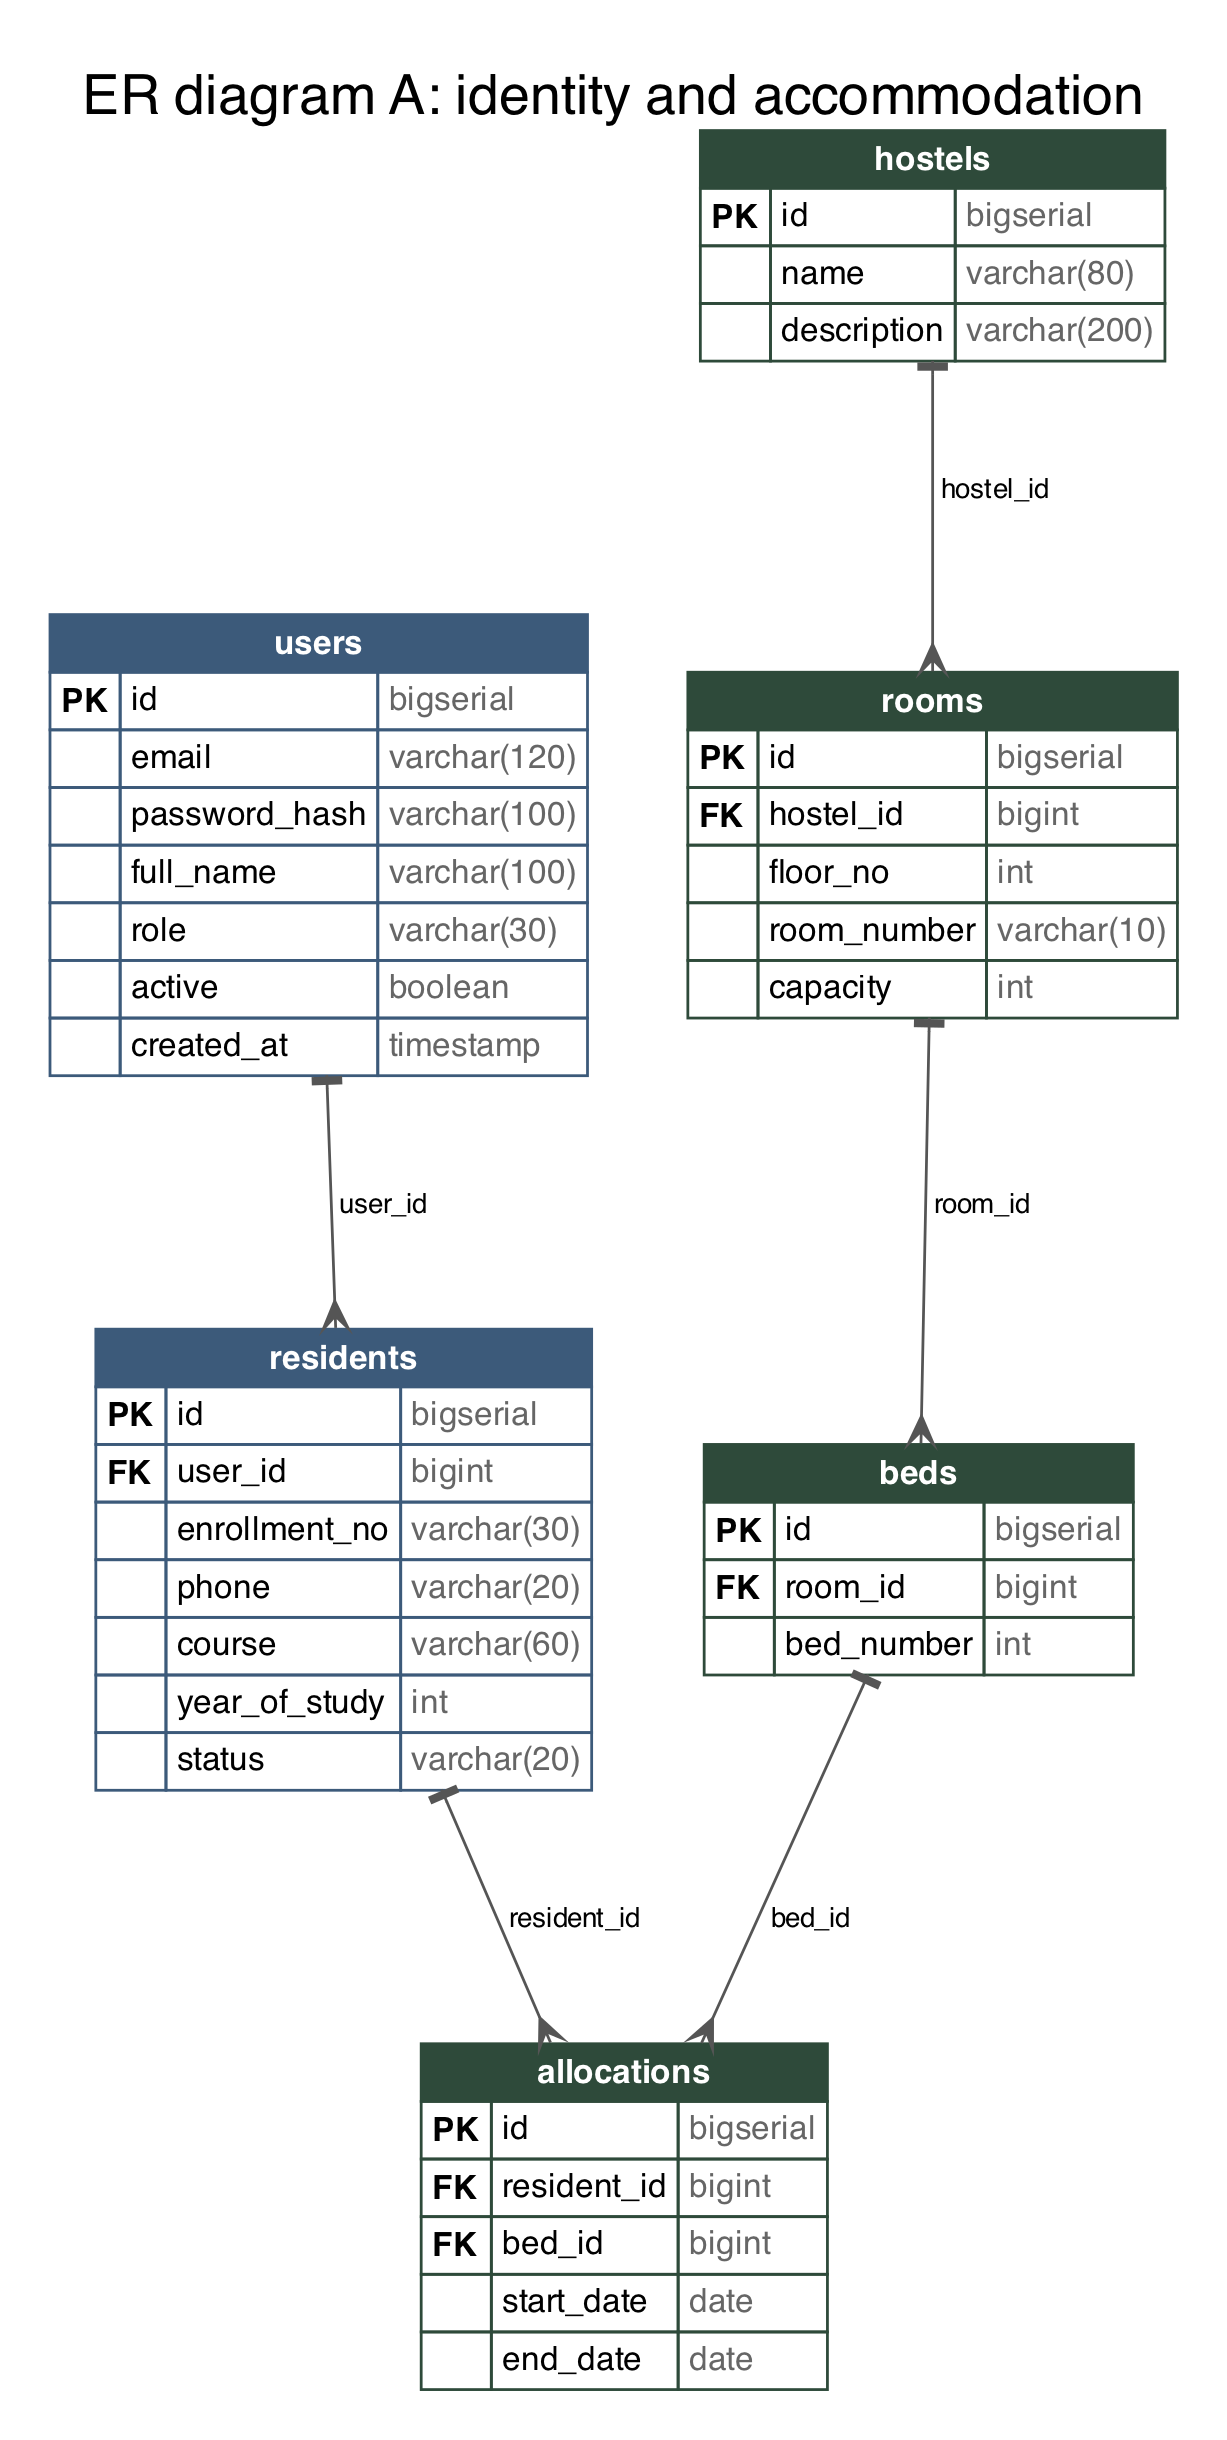 ER diagram A: identity and accommodation
hostels
PK id bigserial
name varchar(80)
description varchar(200)
hostel_id
users
PK id bigserial
email varchar(120)
password_hash varchar(100)
full_name varchar(100)
role varchar(30)
active boolean
created_at timestamp
rooms
PK id bigserial
FK hostel_id bigint
floor_no int
room_number varchar(10)
capacity int
user_id
room_id
residents
PK id bigserial
FK user_id bigint
enrollment_no varchar(30)
phone varchar(20)
course varchar(60)
year_of_study int
status varchar(20)
beds
PK id bigserial
FK room_id bigint
bed_number int
resident_id
bed_id
allocations
PK id bigserial
FK resident_id bigint
FK bed_id bigint
start_date date
end_date date